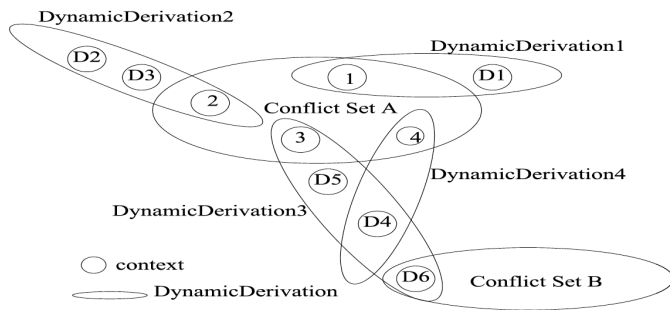 DynamicDerivation2
DynamicDerivation1
D2
D3
2
1
D1
Conflict Set A
3
4
D5
DynamicDerivation4
DynamicDerivation3
D4
context
D6
Conflict Set B
DynamicDerivation